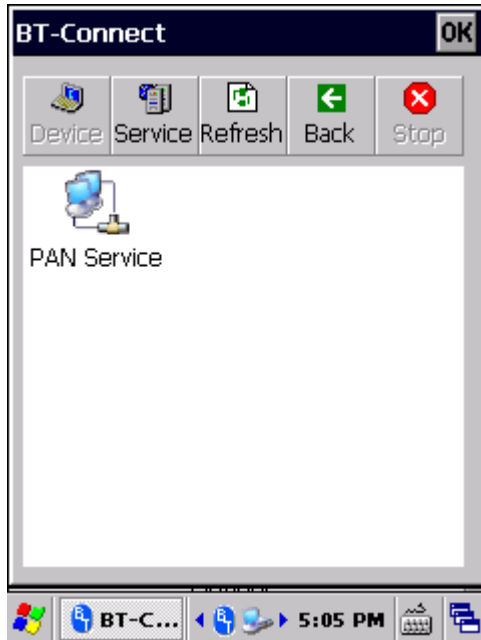 BT-Connect OK
Device Service Refresh Back Stop
PAN Service
BT-C... 5:05 PM